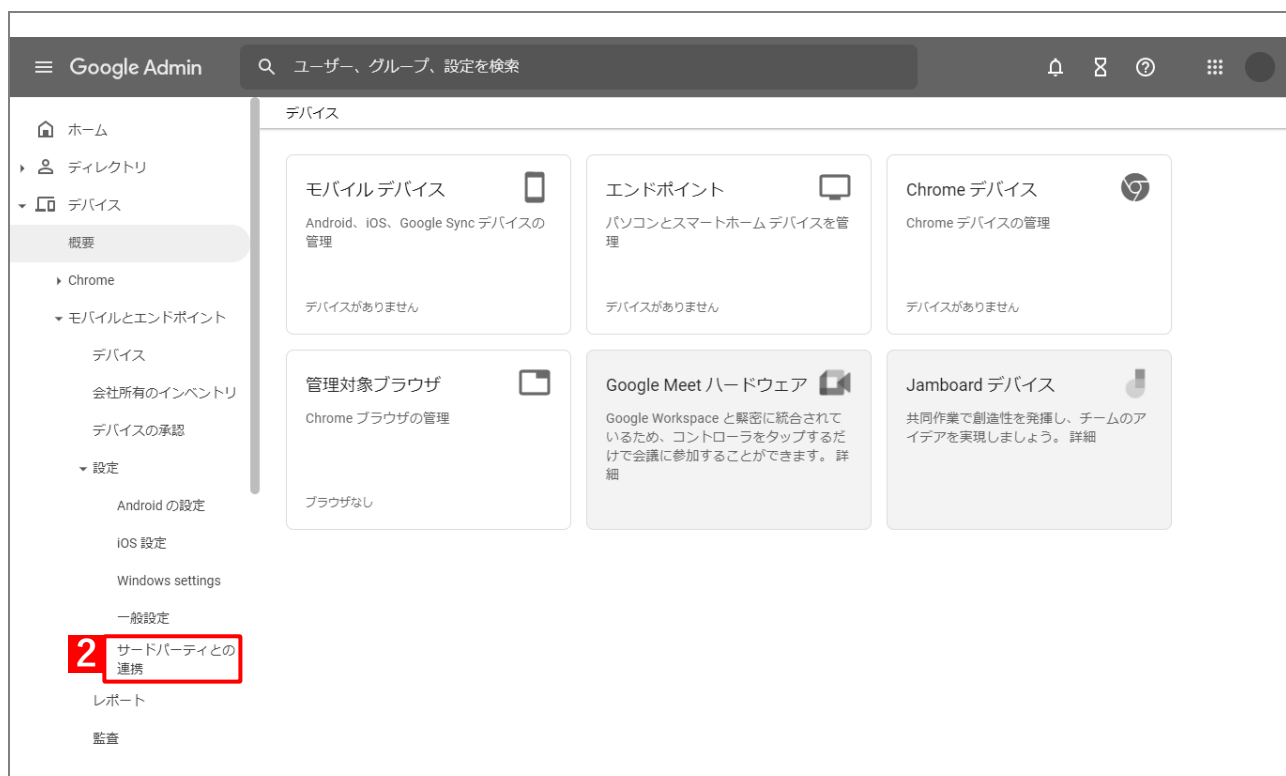 Google Admin
ユーザー、グループ、設定を検索
ホーム
ディレクトリ
デバイス
概要
Chrome
モバイルとエンドポイント
デバイス
会社所有のインベントリ
デバイスの承認
設定
Android の設定
iOS 設定
Windows settings
一般設定
2
サードパーティとの
連携
レポート
監査
デバイス
モバイル デバイス
Android、iOS、Google Sync デバイスの
管理
デバイスがありません
エンドポイント
パソコンとスマートホーム デバイスを管
理
デバイスがありません
Chrome デバイス
Chrome デバイスの管理
デバイスがありません
管理対象ブラウザ
Chrome ブラウザの管理
ブラウザなし
Google Meet ハードウェア
Google Workspace と緊密に統合されて
いるため、コントローラをタップするだ
けで会議に参加することができます。 詳
細
Jamboard デバイス
共同作業で創造性を発揮し、チームのア
イデアを実現しましょう。 詳細